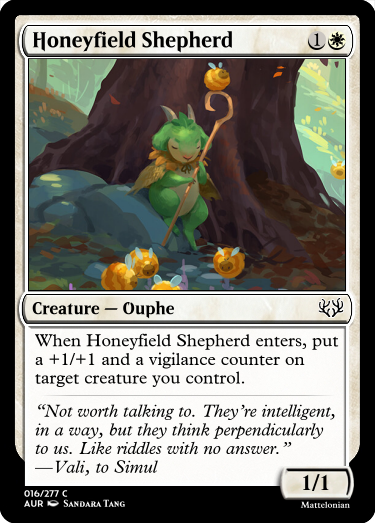 Honeyfield Shepherd 1
Creature — Ouphe
When Honeyfield Shepherd enters, put
a +1/+1 and a vigilance counter on
target creature you control.
“Not worth talking to. They’re intelligent,
in a way, but they think perpendicularly
to us. Like riddles with no answer.”
—Vali, to Simul
1/1
016/277 C
AUR Sandara Tang
Mattelonian